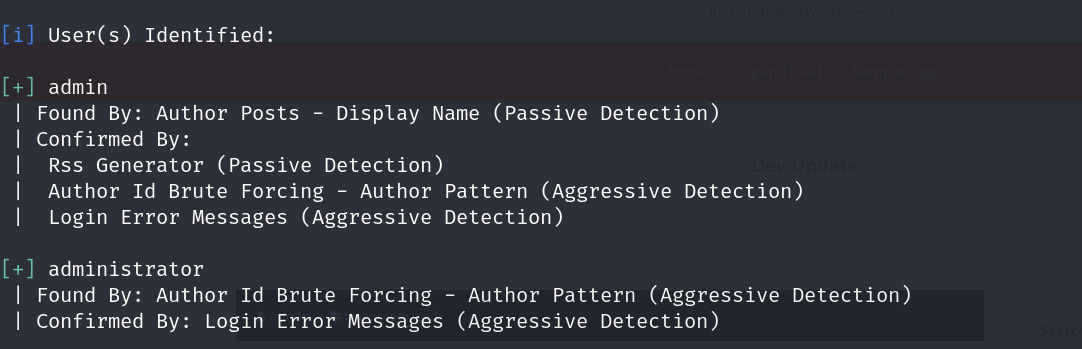 Just another WordPress site
[i] User(s) Identified:
Home Open Ticket Sample Page
[+] admin
| Found By: Author Posts - Display Name (Passive Detection)
| Confirmed By:
|  Rss Generator (Passive Detection)
Dev Update
|  Author Id Brute Forcing - Author Pattern (Aggressive Detection)
|  Login Error Messages (Aggressive Detection)
[+] administrator
| Found By: Author Id Brute Forcing - Author Pattern (Aggressive Detection)
| Confirmed By: Login Error Messages (Aggressive Detection)